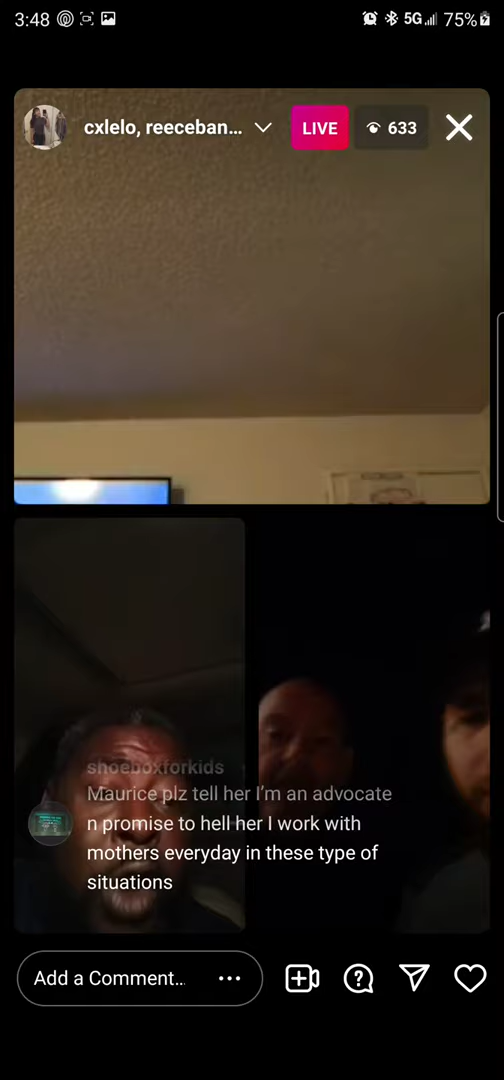 3:48 5G 75%
cxlelo, reeceban... LIVE 633
shoeboxforkids
Maurice plz tell her I'm an advocate
n promise to hell her I work with
mothers everyday in these type of
situations
Add a Comment...